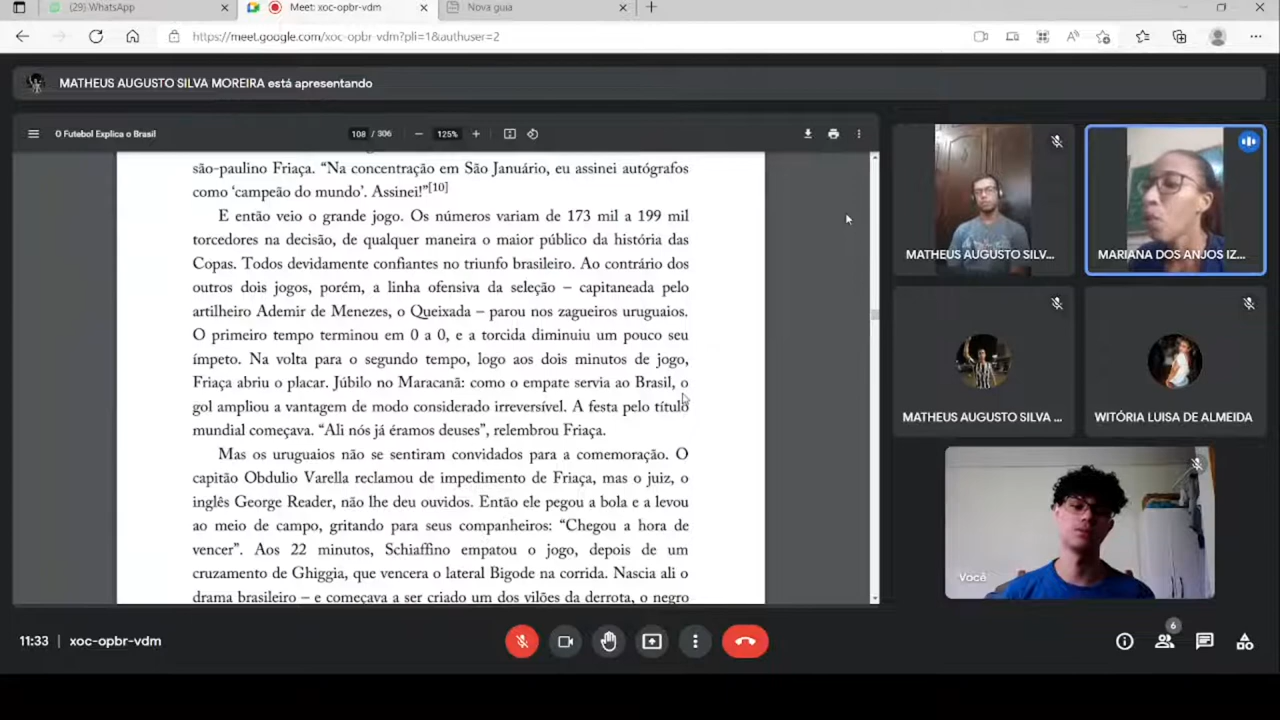 (29) WhatsApp
Meet: xoc-opbr-vdm
Nova guia
https://meet.google.com/xoc-opbr-vdm?pli=1&authuser=2
MATHEUS AUGUSTO SILVA MOREIRA está apresentando
O Futebol Explica o Brasil
108 / 306
125%
são-paulino Friaça. “Na concentração em São Januário, eu assinei autógrafos
como ‘campeão do mundo’. Assinei!”[10]
E então veio o grande jogo. Os números variam de 173 mil a 199 mil
torcedores na decisão, de qualquer maneira o maior público da história das
Copas. Todos devidamente confiantes no triunfo brasileiro. Ao contrário dos
outros dois jogos, porém, a linha ofensiva da seleção – capitaneada pelo
artilheiro Ademir de Menezes, o Queixada – parou nos zagueiros uruguaios.
O primeiro tempo terminou em 0 a 0, e a torcida diminuiu um pouco seu
ímpeto. Na volta para o segundo tempo, logo aos dois minutos de jogo,
Friaça abriu o placar. Júbilo no Maracanã: como o empate servia ao Brasil, o
gol ampliou a vantagem de modo considerado irreversível. A festa pelo título
mundial começava. “Ali nós já éramos deuses”, relembrou Friaça.
Mas os uruguaios não se sentiram convidados para a comemoração. O
capitão Obdulio Varella reclamou de impedimento de Friaça, mas o juiz, o
inglês George Reader, não lhe deu ouvidos. Então ele pegou a bola e a levou
ao meio de campo, gritando para seus companheiros: “Chegou a hora de
vencer”. Aos 22 minutos, Schiaffino empatou o jogo, depois de um
cruzamento de Ghiggia, que vencera o lateral Bigode na corrida. Nascia ali o
drama brasileiro – e começava a ser criado um dos vilões da derrota, o negro
MATHEUS AUGUSTO SILV...
MARIANA DOS ANJOS IZ...
MATHEUS AUGUSTO SILVA ...
WITÓRIA LUISA DE ALMEIDA
Você
11:33 | xoc-opbr-vdm
6